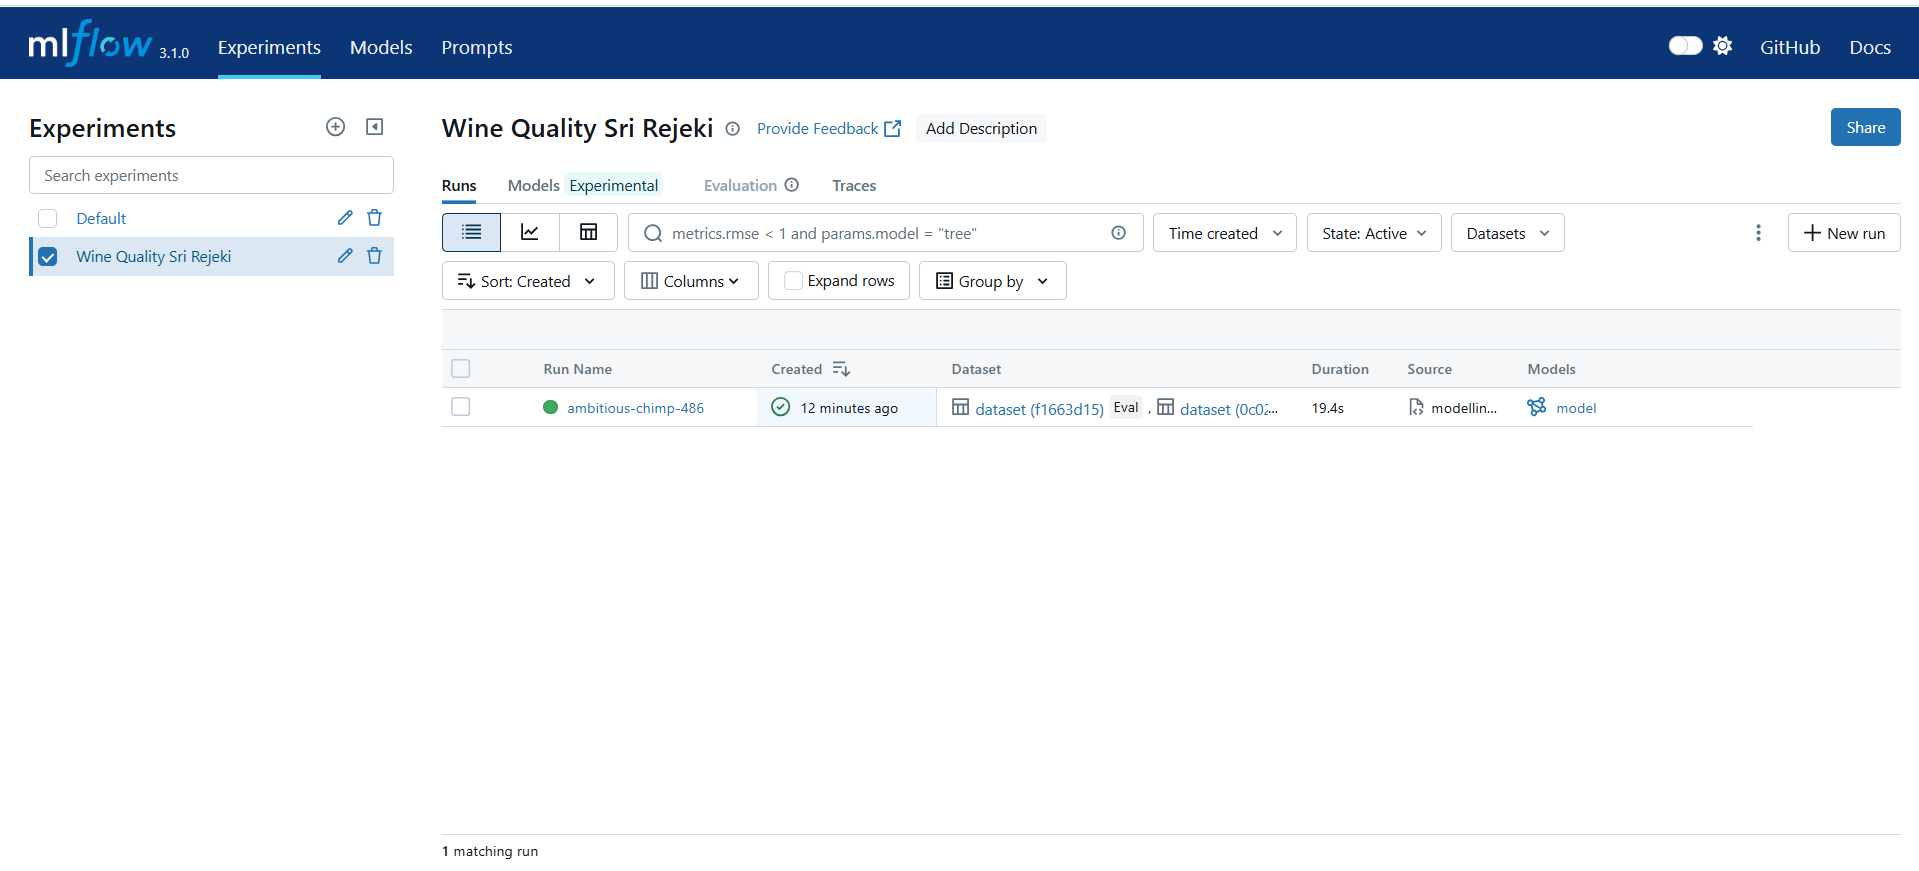 mlflow 3.1.0 Experiments Models Prompts GitHub Docs
Experiments
Search experiments
Default
Wine Quality Sri Rejeki
Wine Quality Sri Rejeki Provide Feedback Add Description Share
Runs Models Experimental Evaluation Traces
metrics.rmse < 1 and params.model = "tree" Time created State: Active Datasets New run
Sort: Created Columns Expand rows Group by
Run Name Created Dataset Duration Source Models
ambitious-chimp-486 12 minutes ago dataset (f1663d15) Eval , dataset (0c02... 19.4s modellin... model
1 matching run